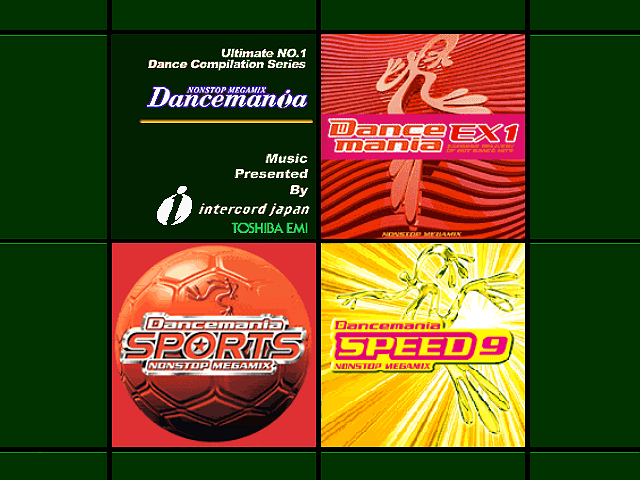 Ultimate NO.1
Dance Compilation Series
NONSTOP MEGAMIX
Dancemania
Music
Presented
By
i intercord japan
TOSHIBA EMI
Dance
mania EX1
NONSTOP MEGAMIX
Dancemania
SPORTS
NONSTOP MEGAMIX
Dancemania
SPEED 9
NONSTOP MEGAMIX